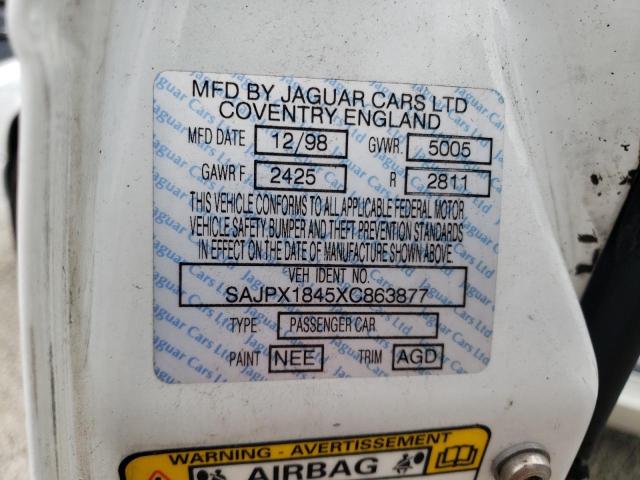 MFD BY JAGUAR CARS LTD
COVENTRY ENGLAND
MFD DATE 12/98 GVWR. 5005
GAWR F. 2425 R 2811
THIS VEHICLE CONFORMS TO ALL APPLICABLE FEDERAL MOTOR
VEHICLE SAFETY BUMPER AND THEFT PREVENTION STANDARDS
IN EFFECT ON THE DATE OF MANUFACTURE SHOWN ABOVE.
VEH IDENT NO.
SAJPX1845XC863877
TYPE PASSENGER CAR
PAINT NEE TRIM AGD
WARNING - AVERTISSEMENT
AIRBAG